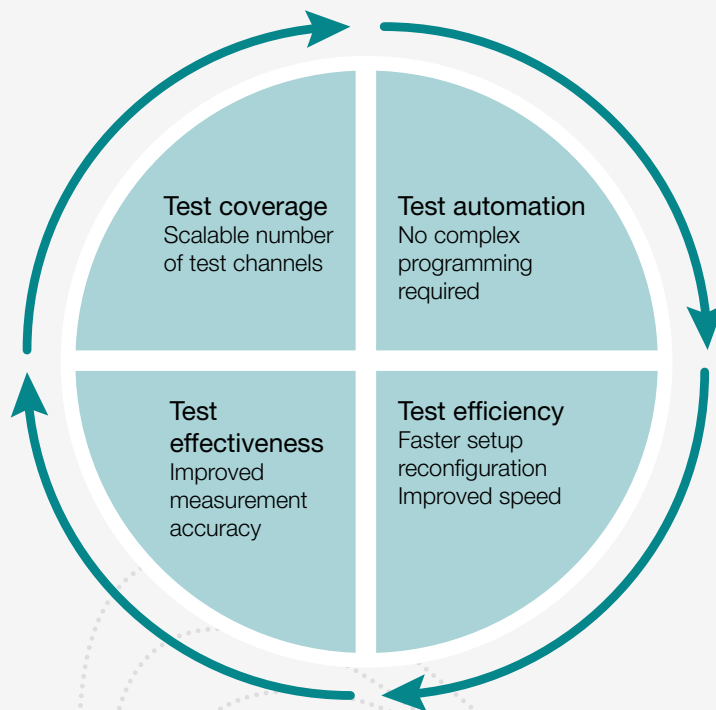 Test coverage
Scalable number
of test channels
Test automation
No complex
programming
required
Test
effectiveness
Improved
measurement
accuracy
Test efficiency
Faster setup
reconfiguration
Improved speed